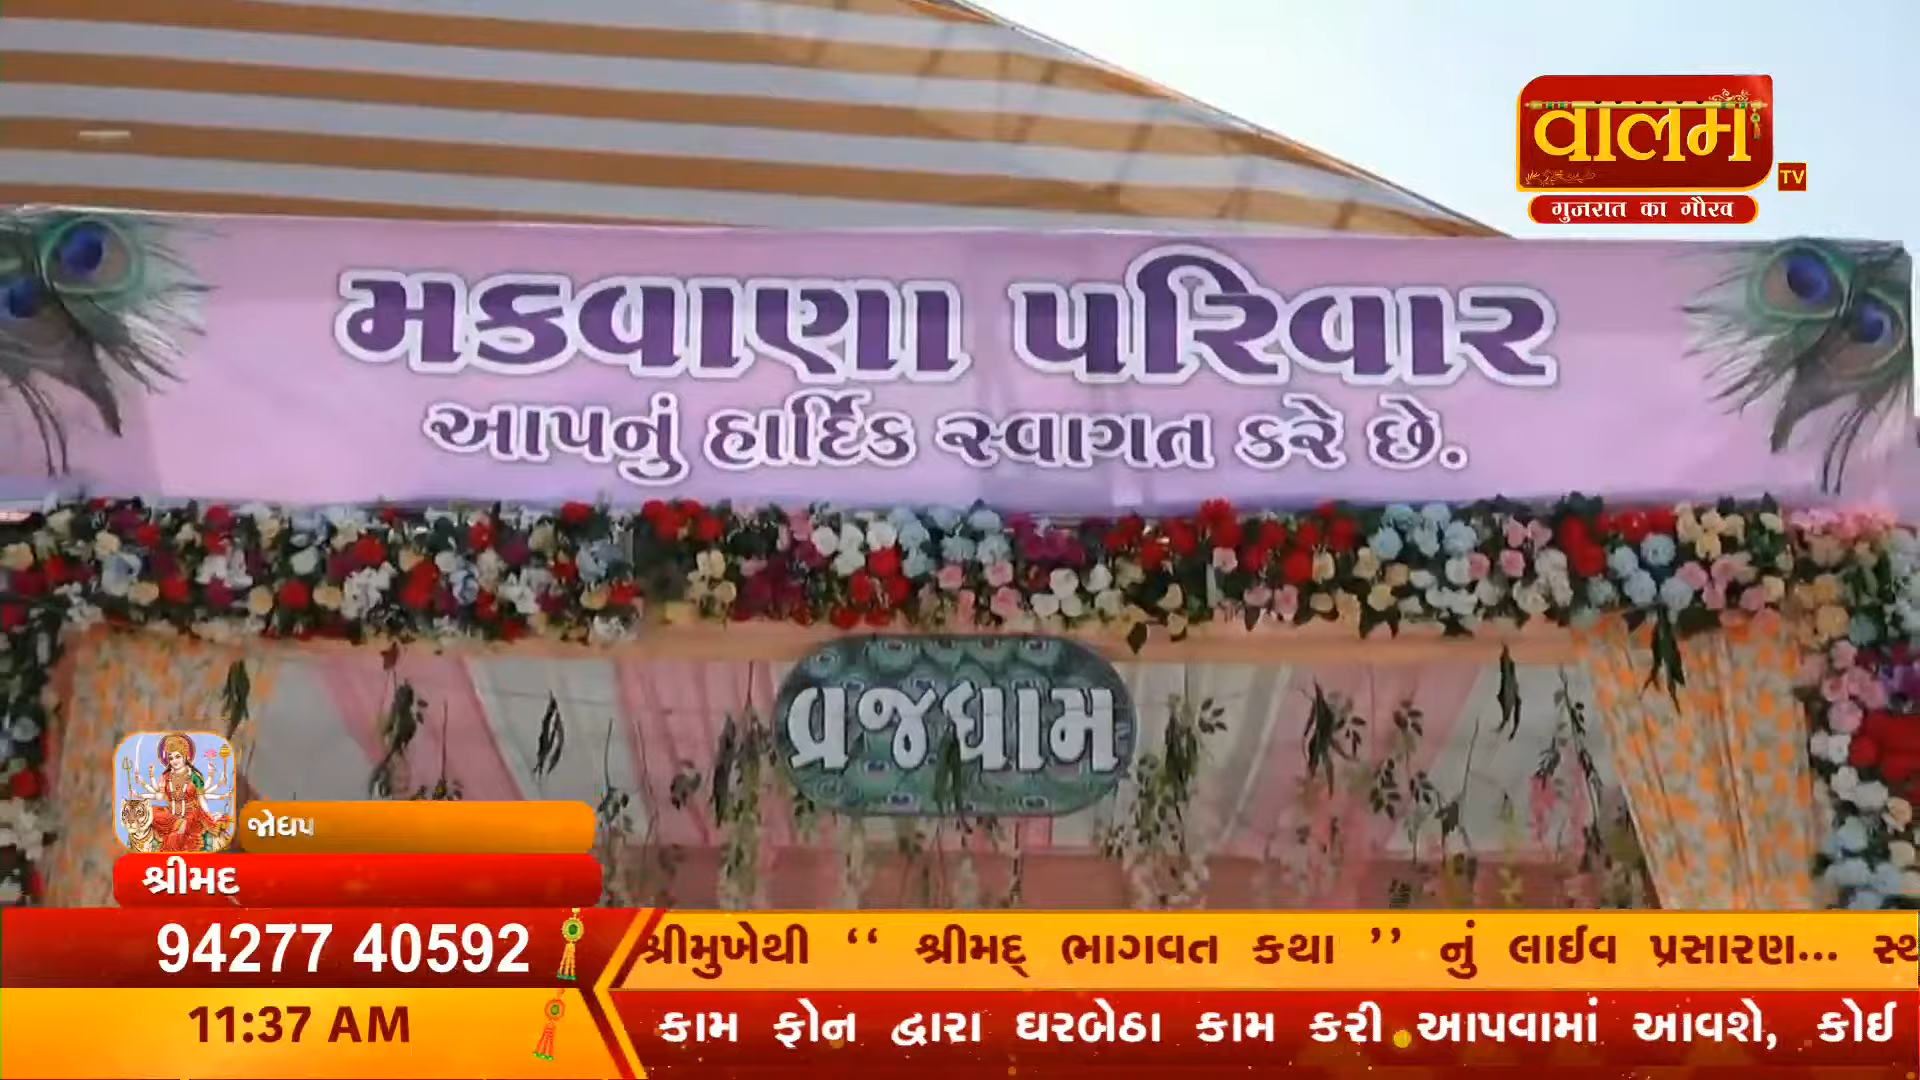 વાલમ
TV
गुजरात का गौरव
મકવાણા પરિવાર
આપનું હાર્દિક સ્વાગત કરે છે.
વ્રજધામ
જોધપ
શ્રીમદ્
94277 40592
શ્રીમુખેથી ‘‘ શ્રીમદ્ ભાગવત કથા ’’ નું લાઈવ પ્રસારણ... સ્થ
11:37 AM
કામ ફોન દ્વારા ઘરબેઠા કામ કરી આપવામાં આવશે, કોઈ